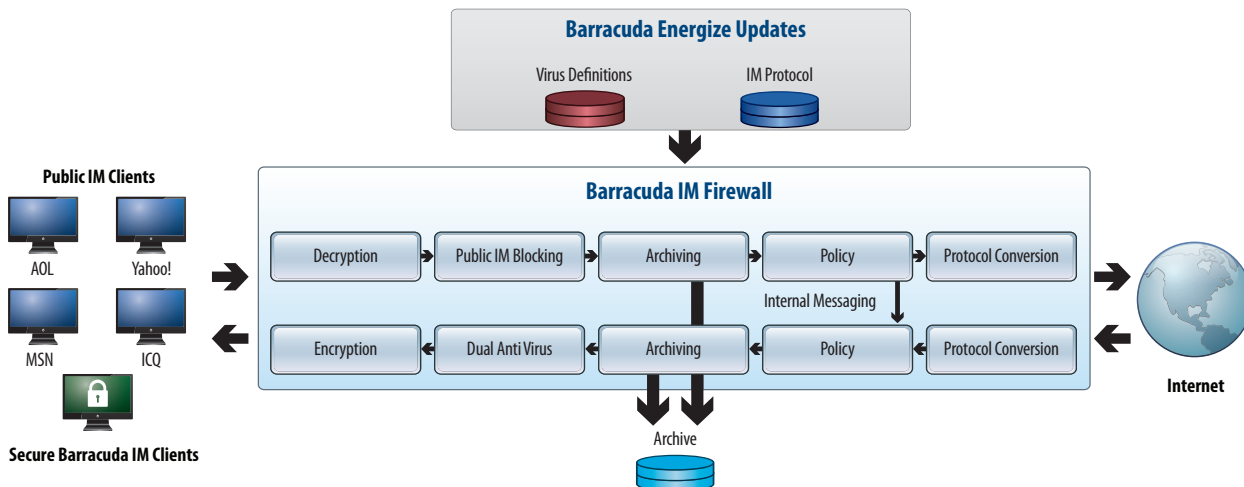 Barracuda Energize Updates
Virus Definitions
IM Protocol
Public IM Clients
AOL
Yahoo!
MSN
ICQ
Secure Barracuda IM Clients
Barracuda IM Firewall
Decryption
Public IM Blocking
Archiving
Policy
Protocol Conversion
Internal Messaging
Encryption
Dual Anti Virus
Archiving
Policy
Protocol Conversion
Internet
Archive